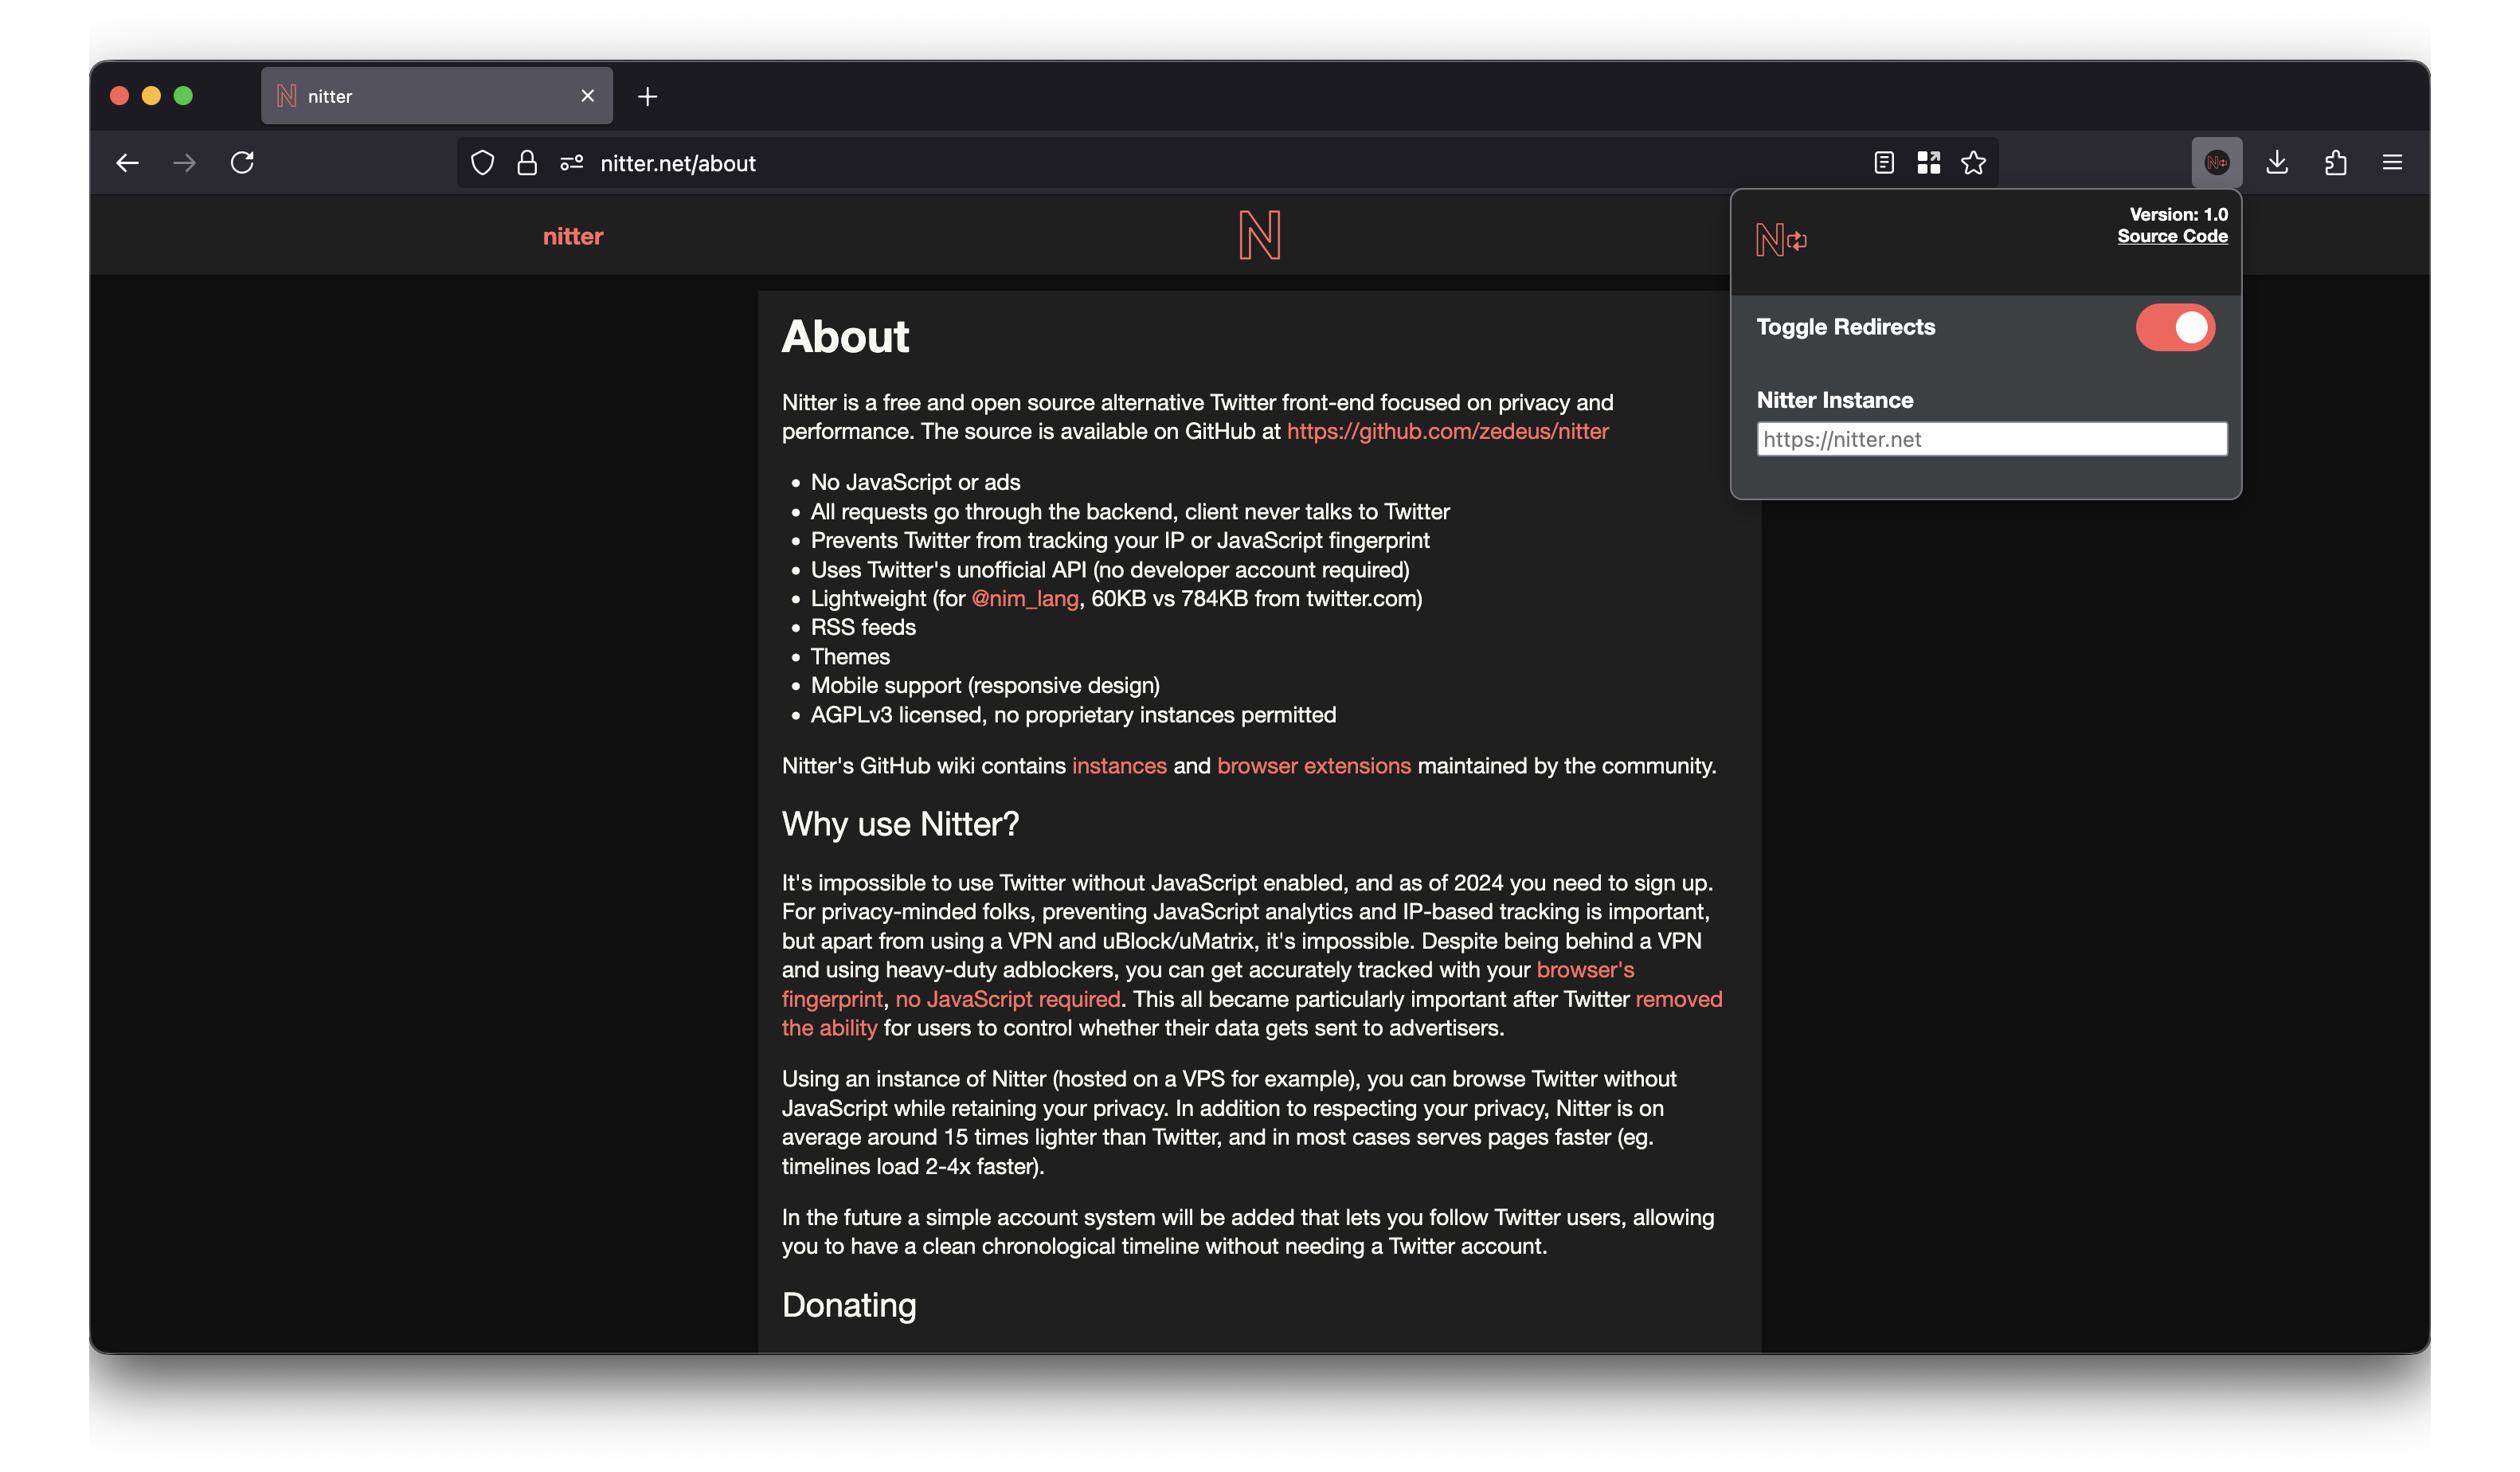 nitter
nitter.net/about
nitter
N
Version: 1.0
Source Code
Toggle Redirects
Nitter Instance
https://nitter.net
About
Nitter is a free and open source alternative Twitter front-end focused on privacy and
performance. The source is available on GitHub at https://github.com/zedeus/nitter
• No JavaScript or ads
• All requests go through the backend, client never talks to Twitter
• Prevents Twitter from tracking your IP or JavaScript fingerprint
• Uses Twitter's unofficial API (no developer account required)
• Lightweight (for @nim_lang, 60KB vs 784KB from twitter.com)
• RSS feeds
• Themes
• Mobile support (responsive design)
• AGPLv3 licensed, no proprietary instances permitted
Nitter's GitHub wiki contains instances and browser extensions maintained by the community.
Why use Nitter?
It's impossible to use Twitter without JavaScript enabled, and as of 2024 you need to sign up.
For privacy-minded folks, preventing JavaScript analytics and IP-based tracking is important,
but apart from using a VPN and uBlock/uMatrix, it's impossible. Despite being behind a VPN
and using heavy-duty adblockers, you can get accurately tracked with your browser's
fingerprint, no JavaScript required. This all became particularly important after Twitter removed
the ability for users to control whether their data gets sent to advertisers.
Using an instance of Nitter (hosted on a VPS for example), you can browse Twitter without
JavaScript while retaining your privacy. In addition to respecting your privacy, Nitter is on
average around 15 times lighter than Twitter, and in most cases serves pages faster (eg.
timelines load 2-4x faster).
In the future a simple account system will be added that lets you follow Twitter users, allowing
you to have a clean chronological timeline without needing a Twitter account.
Donating